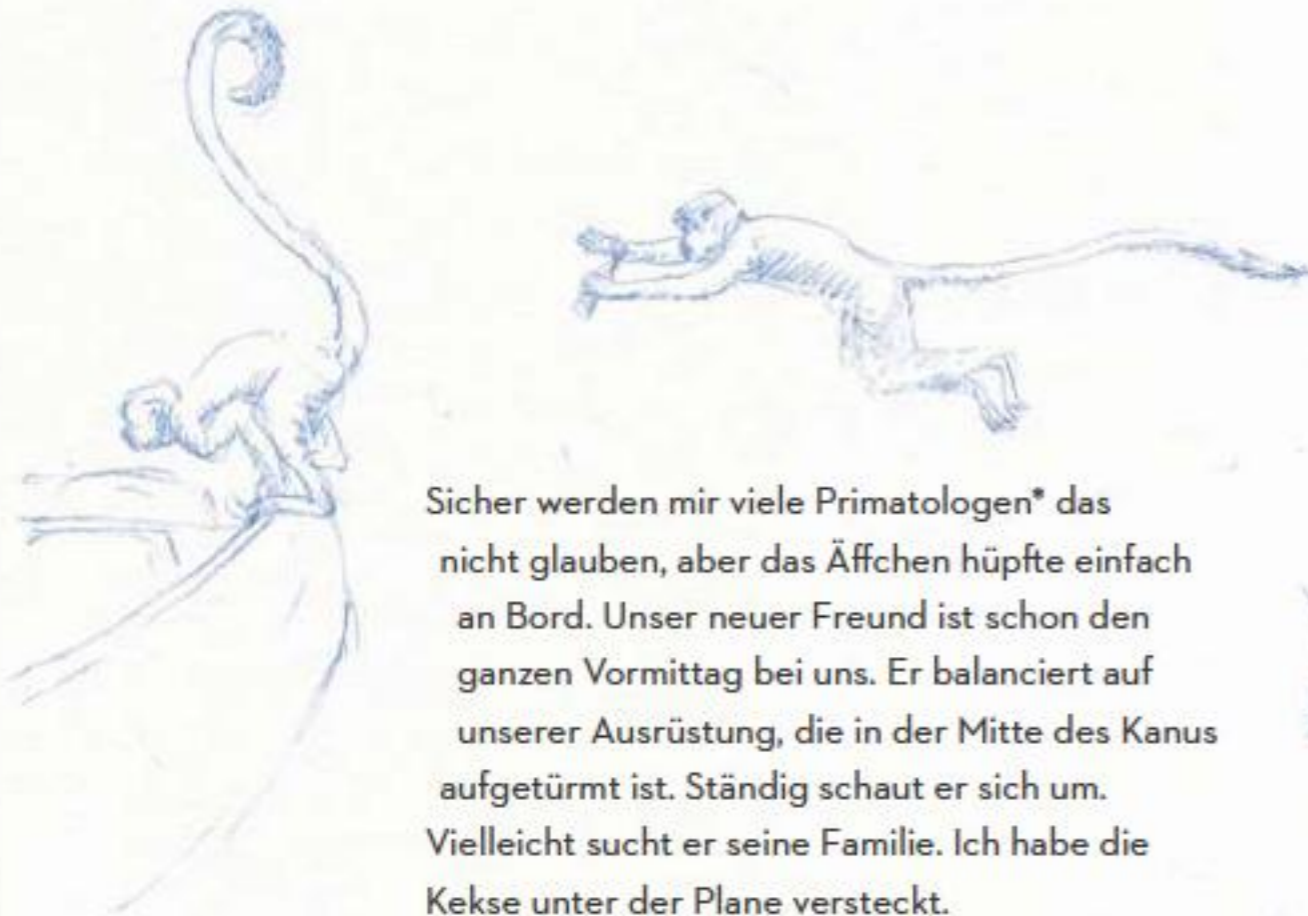 Sicher werden mir viele Primatologen* das
nicht glauben, aber das Äffchen hüpfte einfach
an Bord. Unser neuer Freund ist schon den
ganzen Vormittag bei uns. Er balanciert auf
unserer Ausrüstung, die in der Mitte des Kanus
aufgetürmt ist. Ständig schaut er sich um.
Vielleicht sucht er seine Familie. Ich habe die
Kekse unter der Plane versteckt.